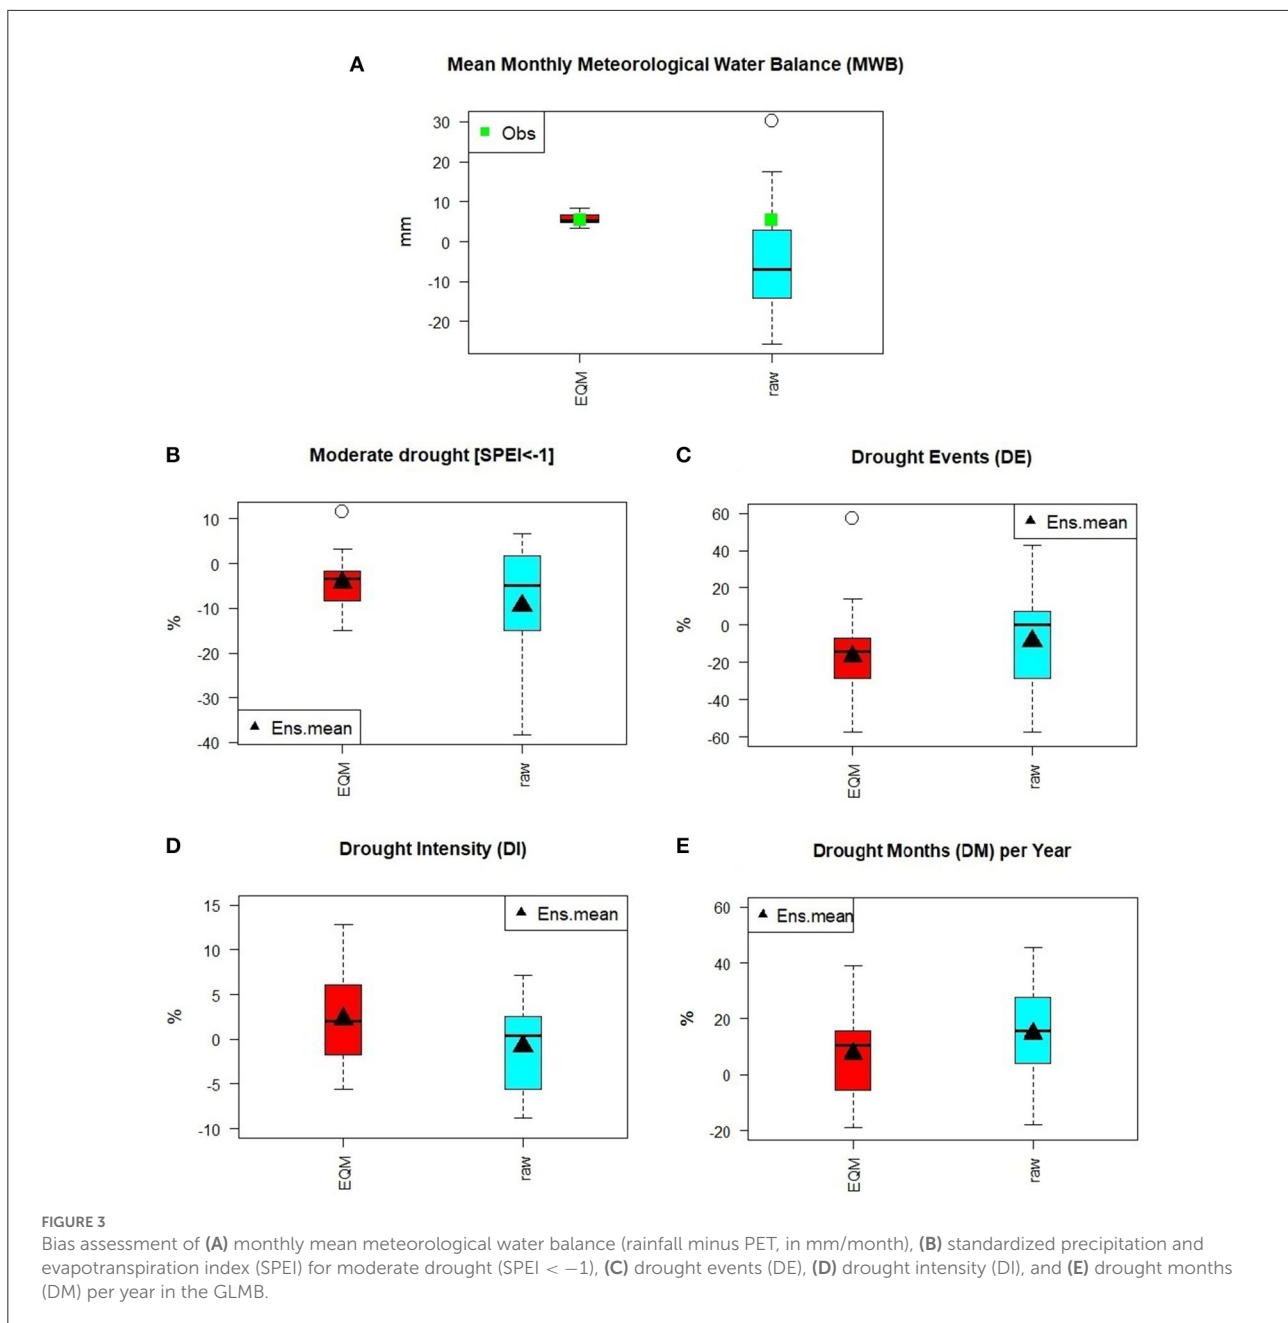 A
Mean Monthly Meteorological Water Balance (MWB)
Obs
mm
30
20
10
0
-10
-20
EQM
raw
B
Moderate drought [SPEI<-1]
%
10
0
-10
-20
-30
-40
Ens.mean
EQM
raw
C
Drought Events (DE)
Ens.mean
%
60
40
20
0
-20
-40
-60
EQM
raw
D
Drought Intensity (DI)
Ens.mean
%
15
10
5
0
-5
-10
EQM
raw
E
Drought Months (DM) per Year
Ens.mean
%
60
40
20
0
-20
EQM
raw
FIGURE 3
Bias assessment of (A) monthly mean meteorological water balance (rainfall minus PET, in mm/month), (B) standardized precipitation and
evapotranspiration index (SPEI) for moderate drought (SPEI < −1), (C) drought events (DE), (D) drought intensity (DI), and (E) drought months
(DM) per year in the GLMB.